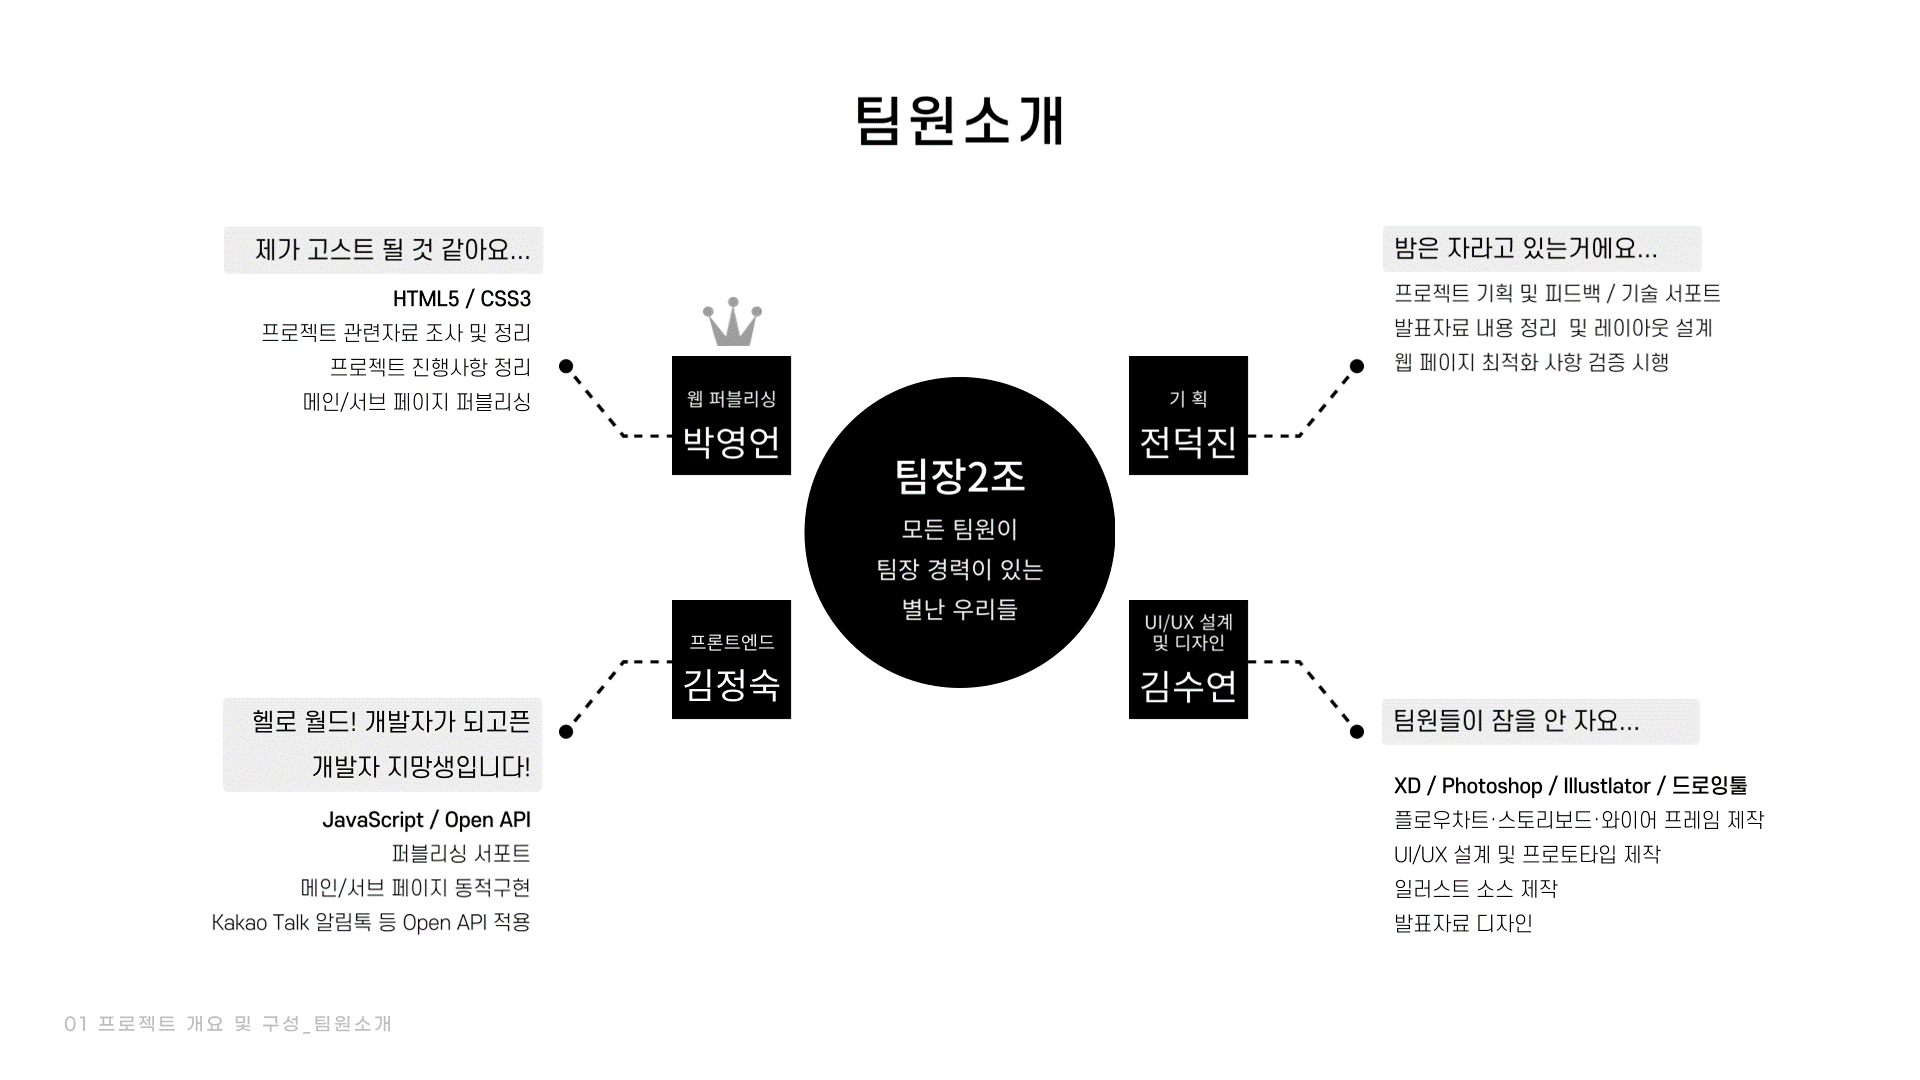 팀원소개
제가 고스트 될 것 같아요...
HTML5 / CSS3
프로젝트 관련자료 조사 및 정리
프로젝트 진행사항 정리
메인/서브 페이지 퍼블리싱
웹 퍼블리싱
박영언
기 획
전덕진
밤은 자라고 있는거에요...
프로젝트 기획 및 피드백 / 기술 서포트
발표자료 내용 정리  및 레이아웃 설계
웹 페이지 최적화 사항 검증 시행
팀장2조
모든 팀원이
팀장 경력이 있는
별난 우리들
프론트엔드
김정숙
헬로 월드! 개발자가 되고픈
개발자 지망생입니다!
JavaScript / Open API
퍼블리싱 서포트
메인/서브 페이지 동적구현
Kakao Talk 알림톡 등 Open API 적용
UI/UX 설계
및 디자인
김수연
팀원들이 잠을 안 자요...
XD / Photoshop / Illustlator / 드로잉툴
플로우차트·스토리보드·와이어 프레임 제작
UI/UX 설계 및 프로토타입 제작
일러스트 소스 제작
발표자료 디자인
01 프로젝트 개요 및 구성_팀원소개